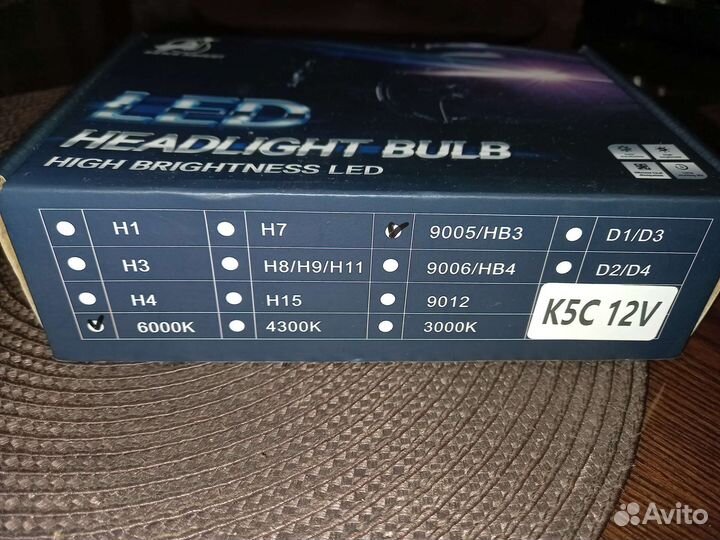 LED
HEADLIGHT BULB
HIGH BRIGHTNESS LED
H1 H7 9005/HB3 D1/D3
H3 H8/H9/H11 9006/HB4 D2/D4
H4 H15 9012
6000K 4300K 3000K
K5C 12V
Avito